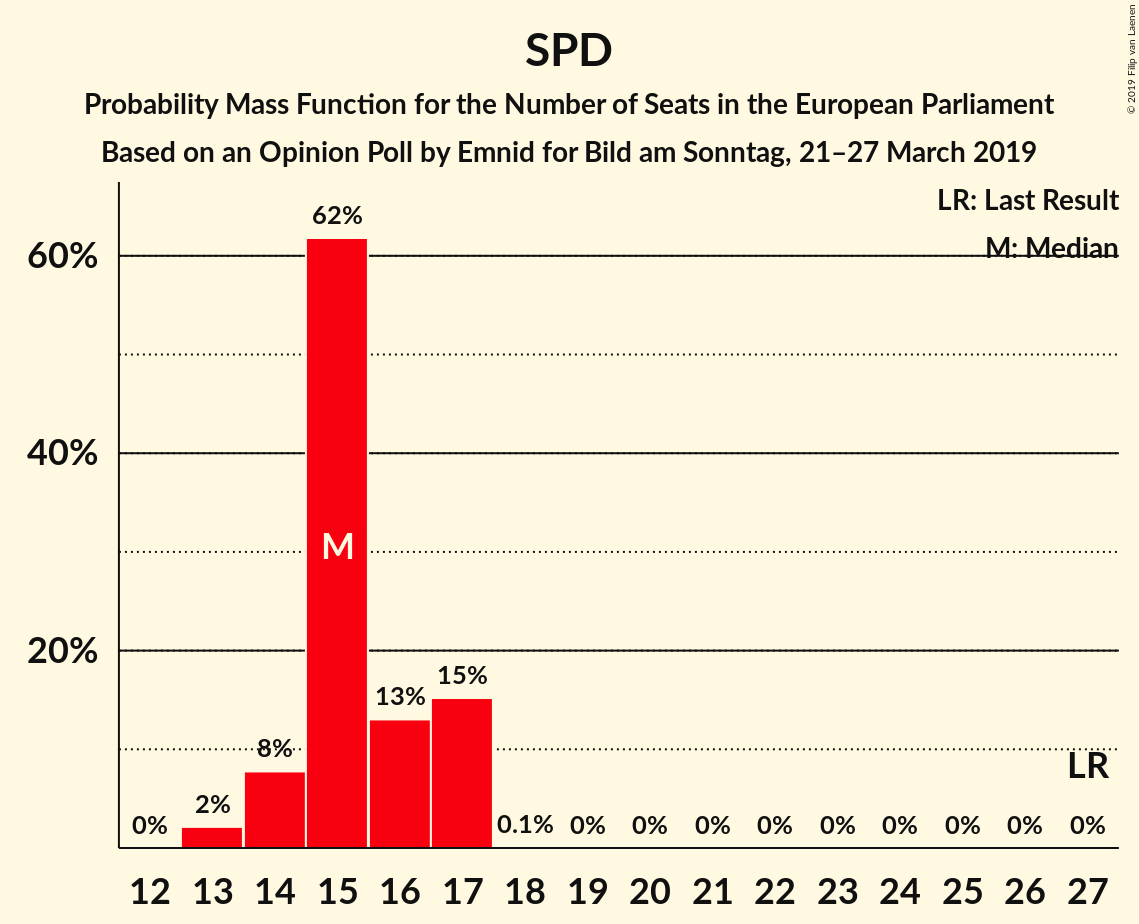 SPD
Probability Mass Function for the Number of Seats in the European Parliament
Based on an Opinion Poll by Emnid for Bild am Sonntag, 21–27 March 2019
© 2019 Filip van Laenen
LR: Last Result
M: Median
60%
40%
20%
0%
2%
8%
62%
M
13%
15%
0.1%
0%
0%
0%
0%
0%
0%
0%
0%
0%
LR
12 13 14 15 16 17 18 19 20 21 22 23 24 25 26 27